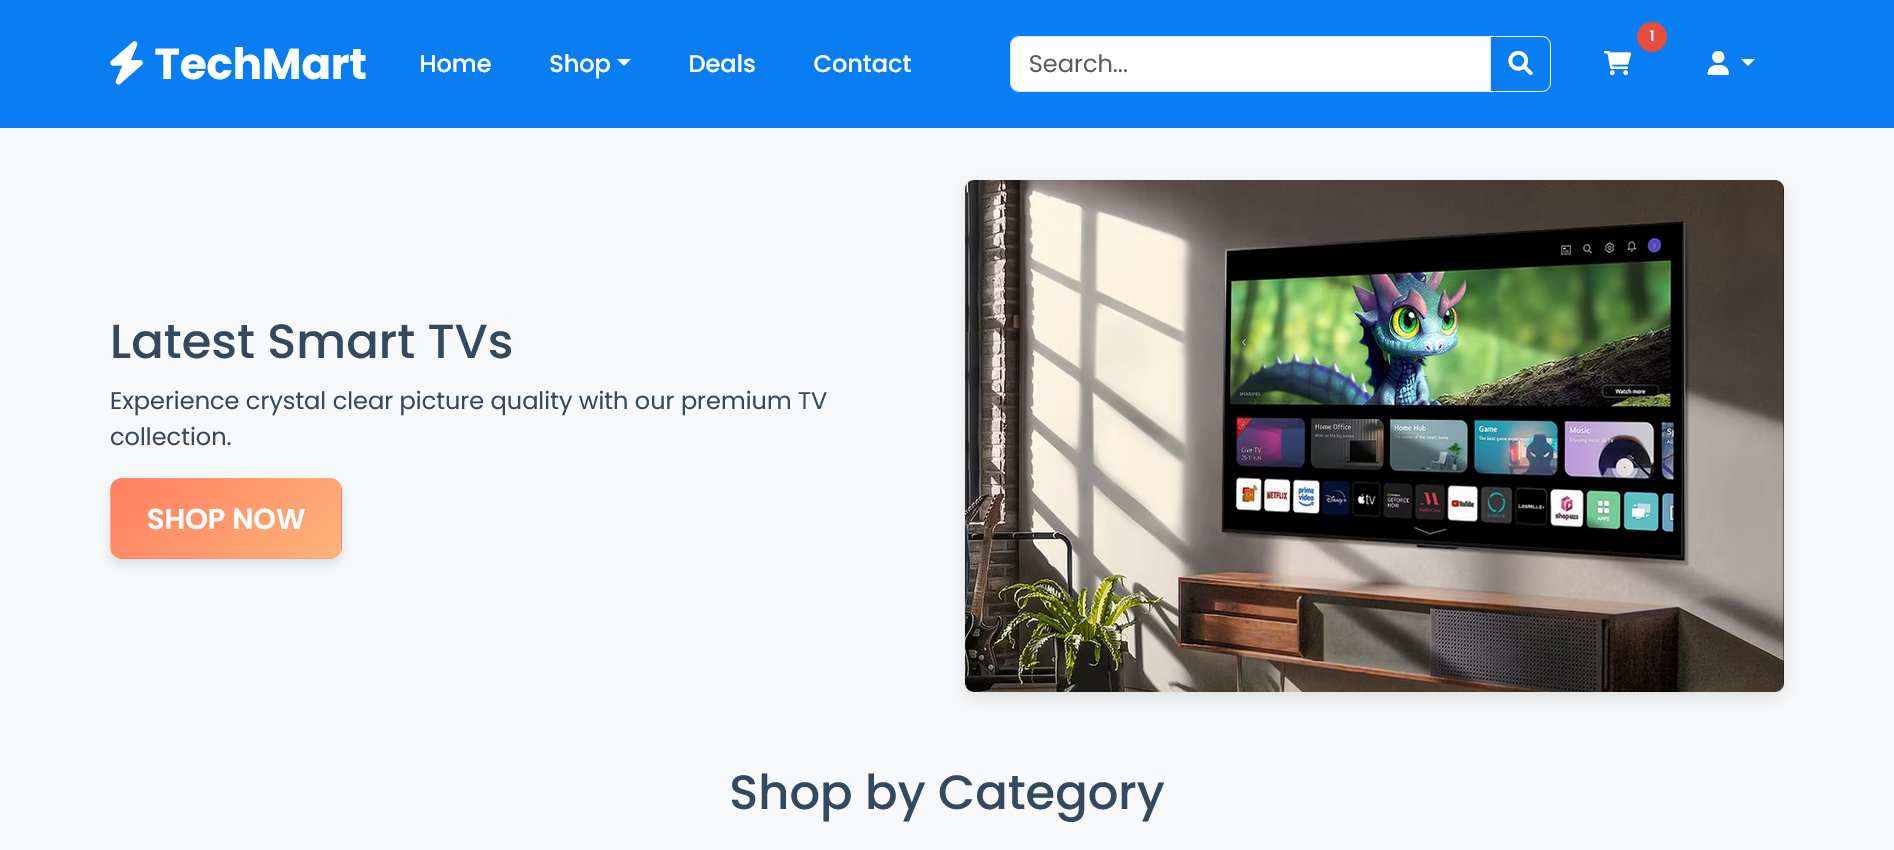 TechMart
Home
Shop
Deals
Contact
Search...
1
Latest Smart TVs
Experience crystal clear picture quality with our premium TV
collection.
SHOP NOW
Watch more
Live TV
Home Office
Home Hub
Game
Music
NETFLIX
prime video
Disney+
tv
GEFORCE NOW
YouTube
APPS
Shop by Category